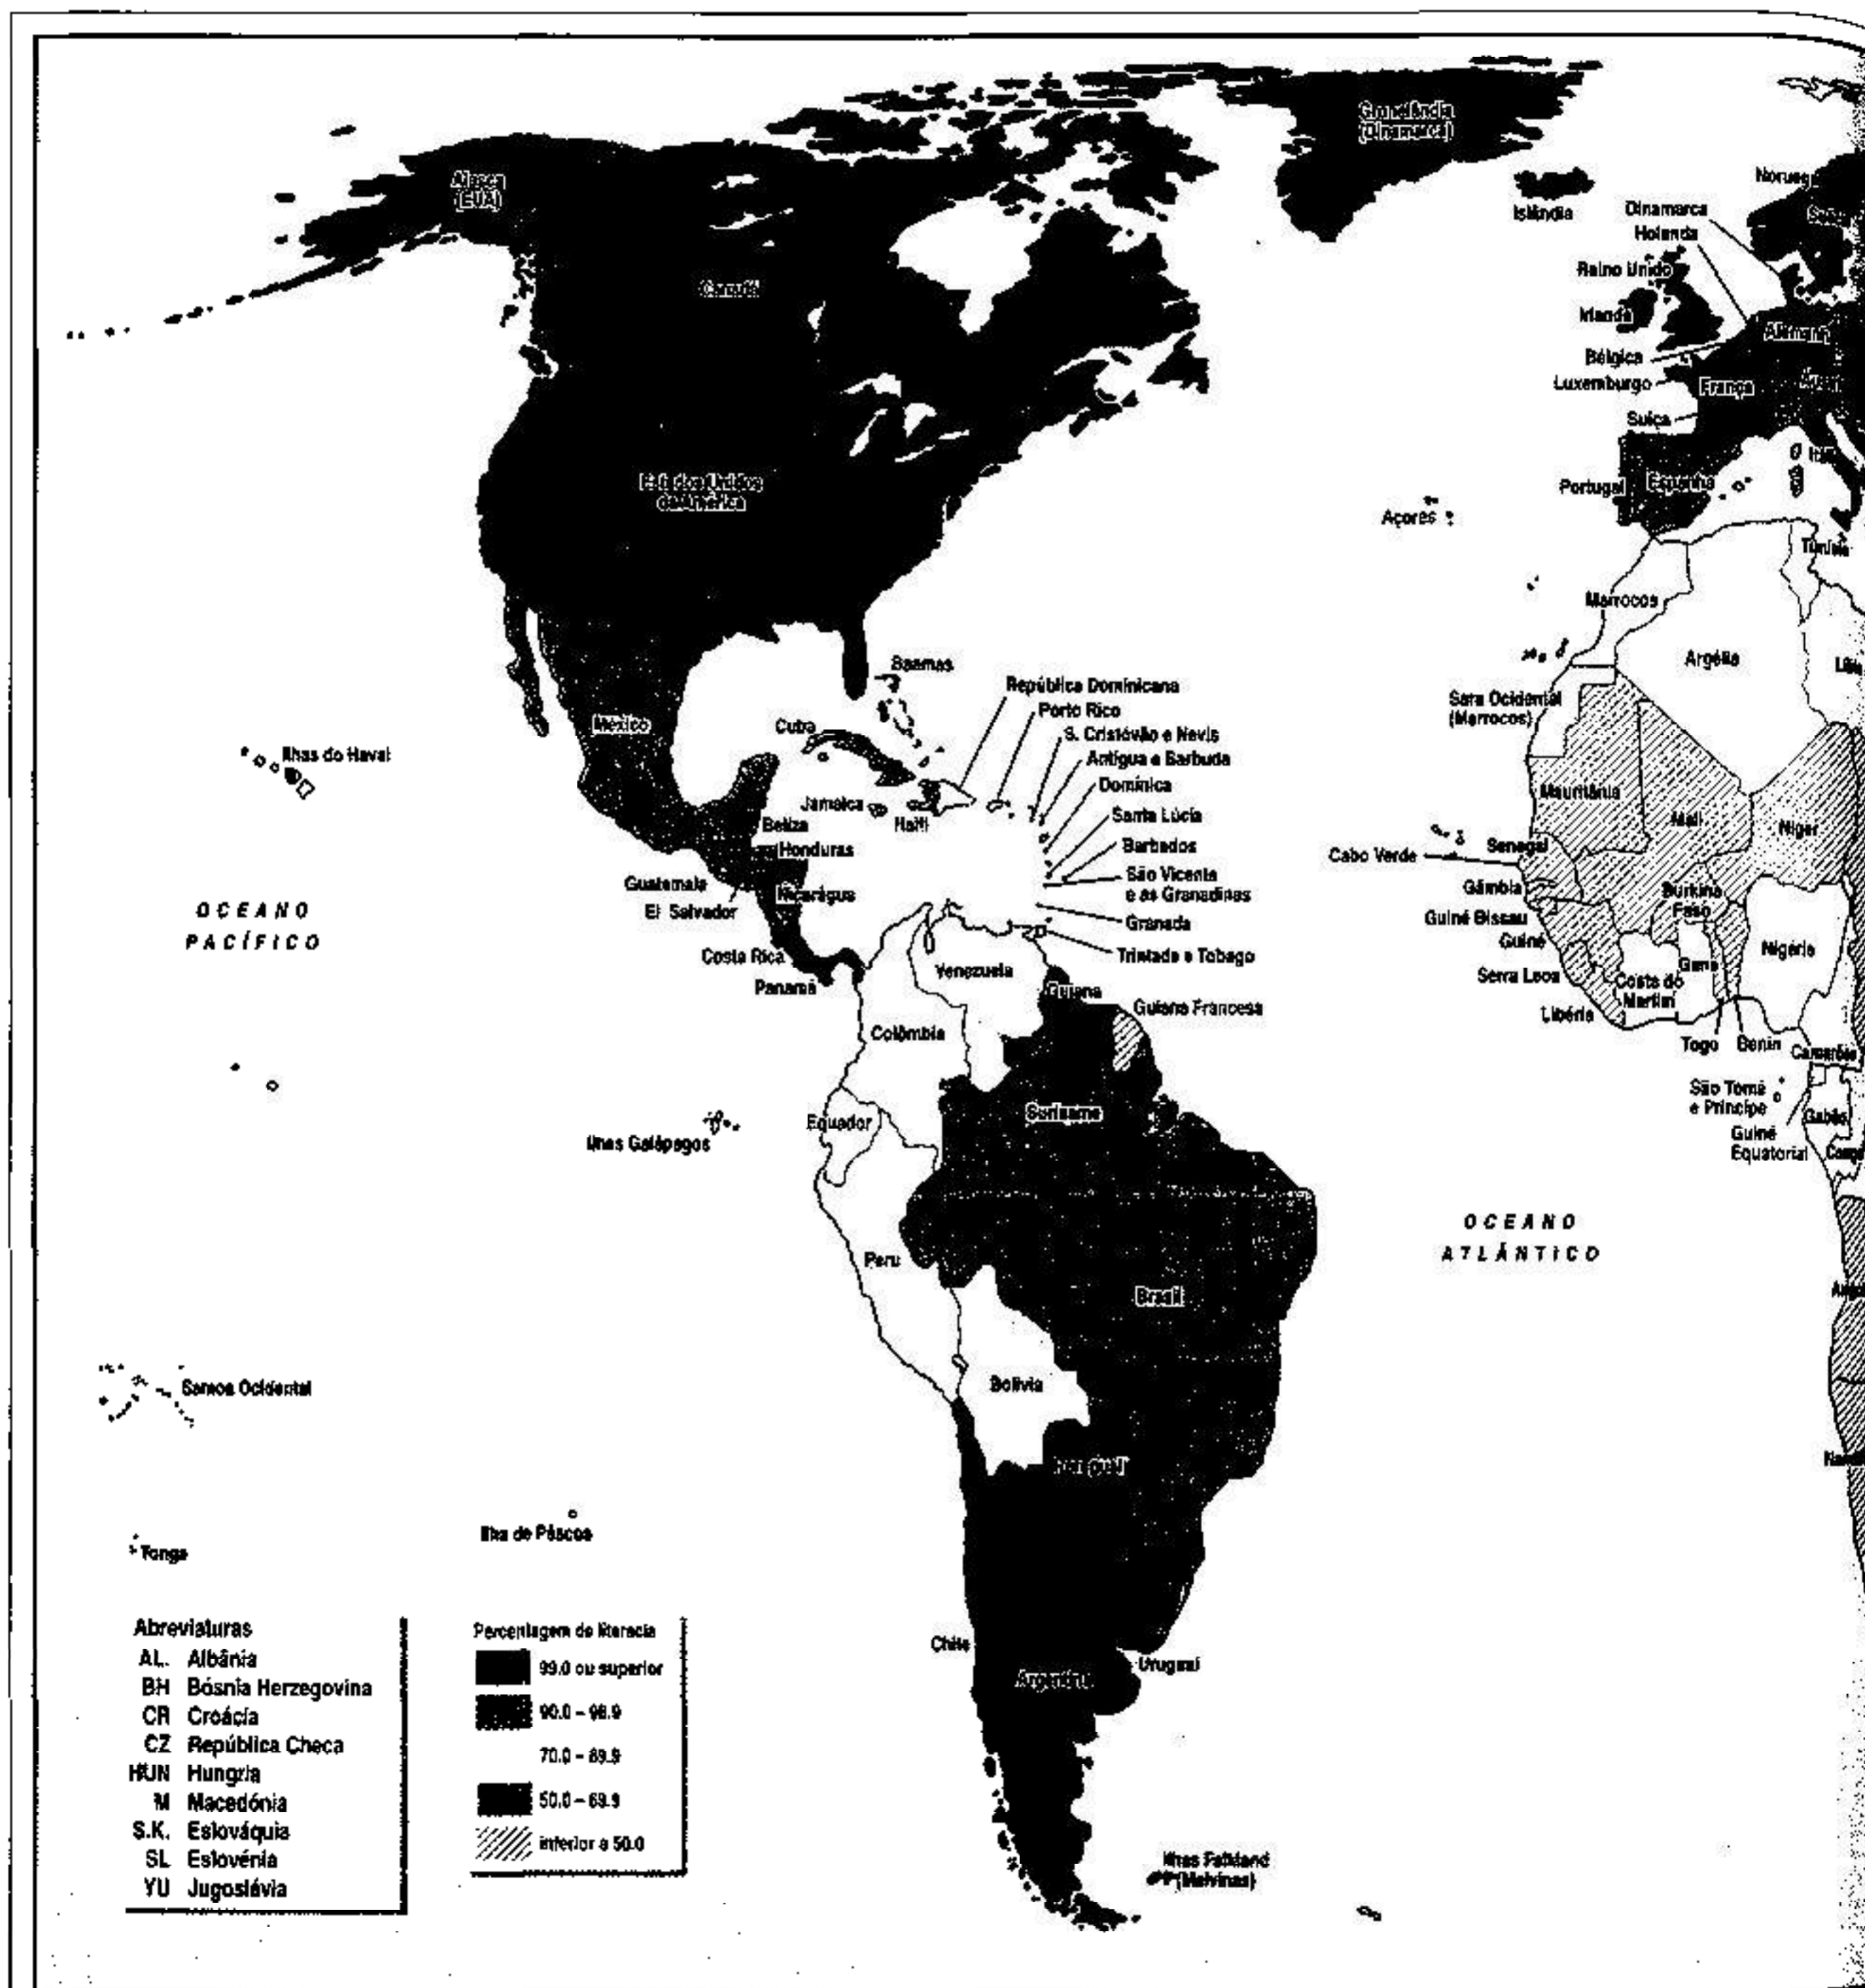 Gronelândia
(Dinamarca)
Alasca
(EUA)
Canadá
Islândia
Dinamarca
Holanda
Reino Unido
Irlanda
Bélgica
Luxemburgo
França
Suíça
Portugal
Espanha
Açores
Estados Unidos
da América
Tunísia
Marrocos
Argélia
Sara Ocidental
(Marrocos)
Baamas
República Dominicana
Porto Rico
S. Cristóvão e Nevis
Antígua e Barbuda
Domínica
Santa Lúcia
Barbados
São Vicente
e as Granadinas
Granada
Trintade e Tobago
Cuba
México
Ilhas do Havai
Jamaica
Haiti
Beliza
Honduras
Guatemala
Nicarágua
El Salvador
Costa Rica
Panamá
OCEANO
PACÍFICO
Mauritânia
Mali
Níger
Cabo Verde
Senegal
Gâmbia
Guiné Bissau
Guiné
Burkina
Faso
Serra Leoa
Costa do
Marfim
Gana
Nigéria
Libéria
Togo
Benin
Camarões
São Tomé
e Príncipe
Guiné
Equatorial
Gabão
Venezuela
Guiana
Guiana Francesa
Colômbia
Suriname
Equador
Ilhas Galápagos
Peru
Brasil
Bolívia
OCEANO
ATLÂNTICO
Samoa Ocidental
Tonga
Ilha de Páscoa
Paraguai
Chile
Argentina
Uruguai
Ilhas Falkland
(Malvinas)
Abreviaturas
AL. Albânia
BH Bósnia Herzegovina
CR Croácia
CZ República Checa
HUN Hungria
M Macedónia
S.K. Eslováquia
SL Eslovénia
YU Jugoslávia
Percentagem de literacia
99.0 ou superior
90.0 – 98.9
70.0 – 89.9
50.0 – 69.9
inferior a 50.0